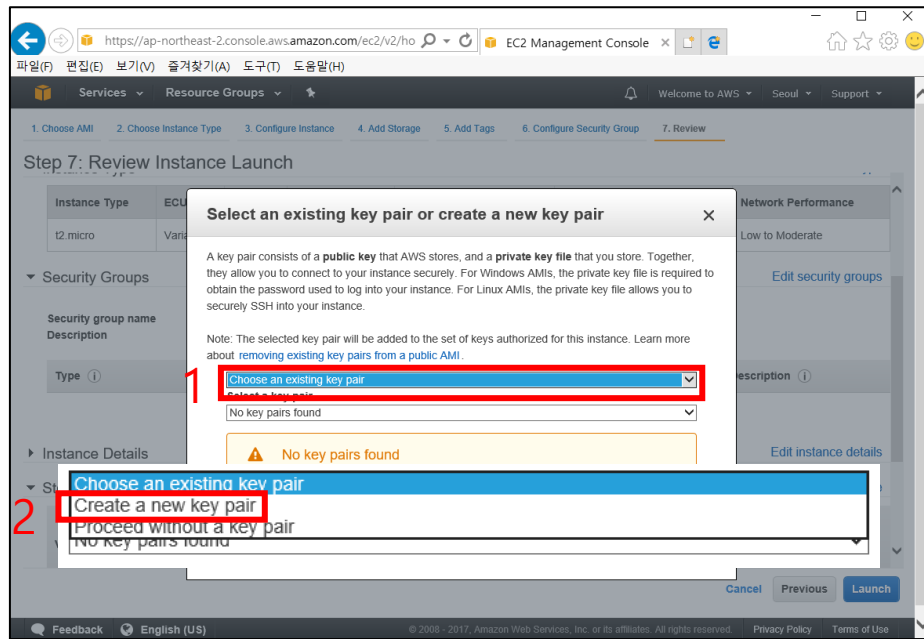 https://ap-northeast-2.console.aws.amazon.com/ec2/v2/ho
EC2 Management Console
파일(F) 편집(E) 보기(V) 즐겨찾기(A) 도구(T) 도움말(H)
Services Resource Groups Welcome to AWS Seoul Support
1. Choose AMI 2. Choose Instance Type 3. Configure Instance 4. Add Storage 5. Add Tags 6. Configure Security Group 7. Review
Step 7: Review Instance Launch
Instance Type ECU Network Performance
t2.micro Varia Low to Moderate
Security Groups Edit security groups
Security group name
Description
Type Description
Instance Details Edit instance details
Select an existing key pair or create a new key pair
A key pair consists of a public key that AWS stores, and a private key file that you store. Together,
they allow you to connect to your instance securely. For Windows AMIs, the private key file is required to
obtain the password used to log into your instance. For Linux AMIs, the private key file allows you to
securely SSH into your instance.
Note: The selected key pair will be added to the set of keys authorized for this instance. Learn more
about removing existing key pairs from a public AMI.
1
Choose an existing key pair
Select a key pair
No key pairs found
No key pairs found
2
Choose an existing key pair
Create a new key pair
Proceed without a key pair
No key pairs found
Cancel Previous Launch
Feedback English (US) © 2008 - 2017, Amazon Web Services, Inc. or its affiliates. All rights reserved. Privacy Policy Terms of Use